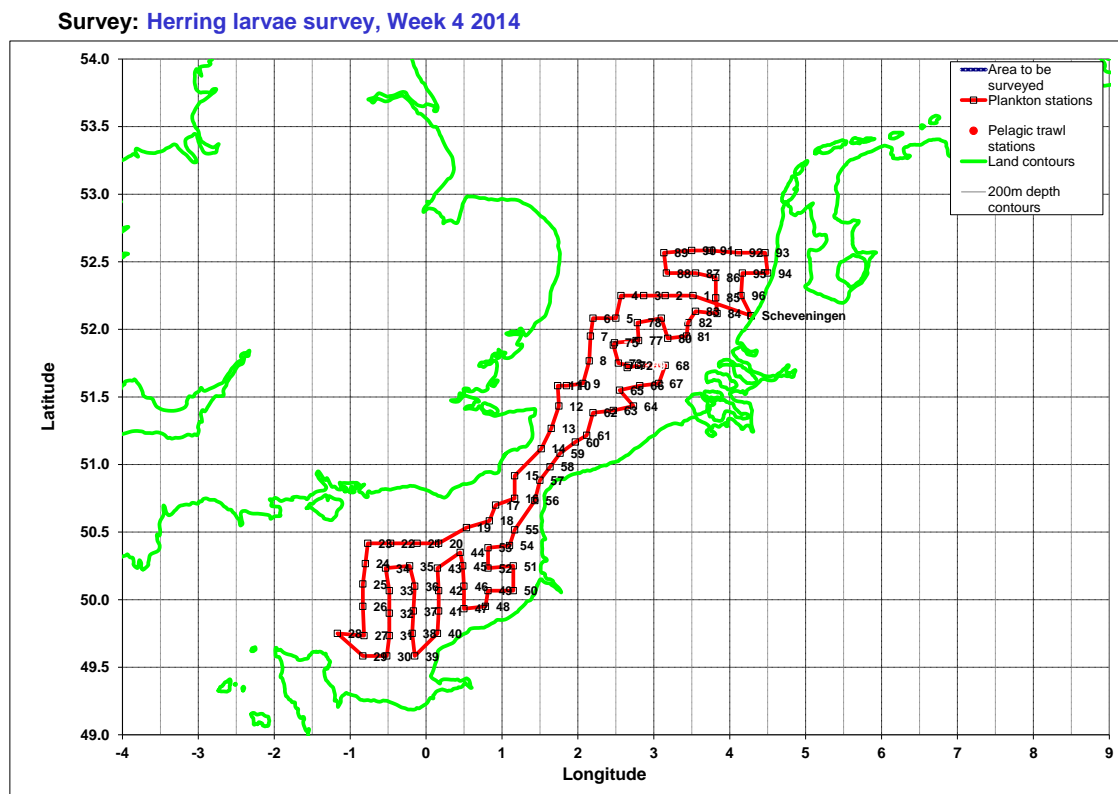 Survey: Herring larvae survey, Week 4 2014
54.0
53.5
53.0
52.5
52.0
51.5
51.0
50.5
50.0
49.5
49.0
-4 -3 -2 -1 0 1 2 3 4 5 6 7 8 9
Latitude
Longitude
Area to be
surveyed
Plankton stations
Pelagic trawl
stations
Land contours
200m depth
contours
89 90 91 92 93
88 87 86 95 94
4 3 2 1 85 96
6 5 78 83 84 Scheveningen
82
7 75 77 80 81
8 73 72 68
11 10 9 65 66 67
12 62 63 64
13 61
14 60
59
15 58
57
17 16 56
19 18 55
23 22 21 20 44 53 54
24 34 35 43 45 52 51
25 33 36 42 46 49 50
26 32 37 41 47 48
28 27 31 38 40
29 30 39